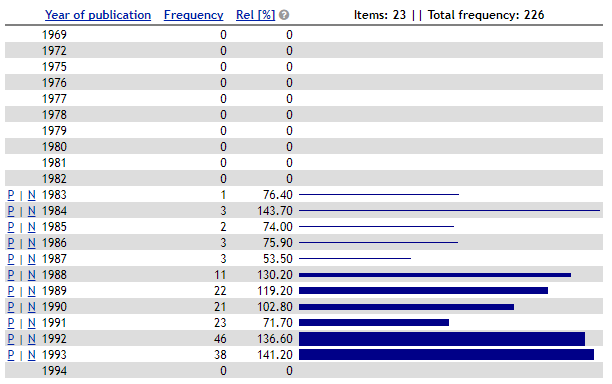 Year of publication Frequency Rel [%] ? Items: 23 || Total frequency: 226
1969 0 0
1972 0 0
1975 0 0
1976 0 0
1977 0 0
1978 0 0
1979 0 0
1980 0 0
1981 0 0
1982 0 0
P | N 1983 1 76.40
P | N 1984 3 143.70
P | N 1985 2 74.00
P | N 1986 3 75.90
P | N 1987 3 53.50
P | N 1988 11 130.20
P | N 1989 22 119.20
P | N 1990 21 102.80
P | N 1991 23 71.70
P | N 1992 46 136.60
P | N 1993 38 141.20
1994 0 0